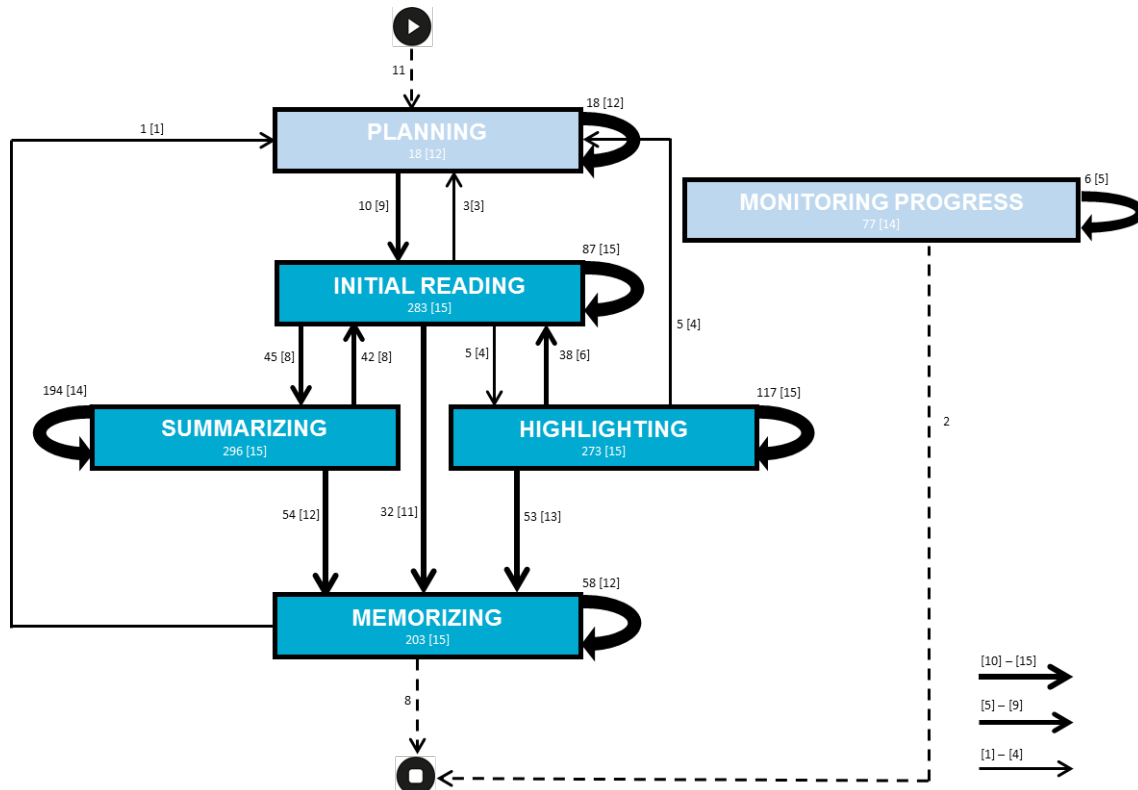 11
18 [12]
1 [1]
PLANNING
18 [12]
6 [5]
MONITORING PROGRESS
77 [14]
10 [9]
3[3]
87 [15]
INITIAL READING
283 [15]
5 [4]
45 [8]
42 [8]
5 [4]
38 [6]
194 [14]
117 [15]
SUMMARIZING
296 [15]
HIGHLIGHTING
273 [15]
2
54 [12]
32 [11]
53 [13]
58 [12]
MEMORIZING
203 [15]
[10] – [15]
8
[5] – [9]
[1] – [4]